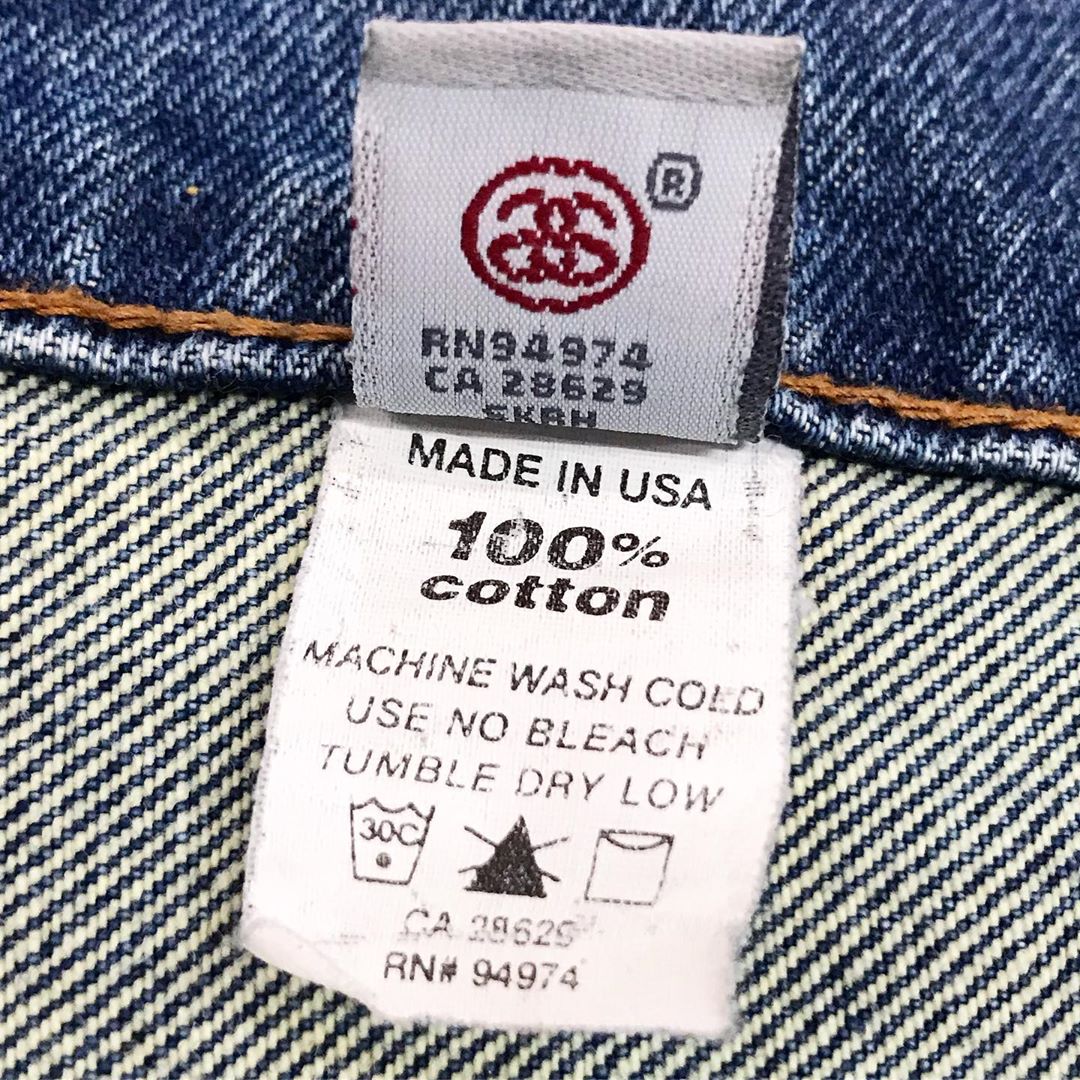 ®
RN94974
CA 28629
MADE IN USA
100%
cotton
MACHINE WASH COLD
USE NO BLEACH
TUMBLE DRY LOW
30C
CA 28629
RN# 94974